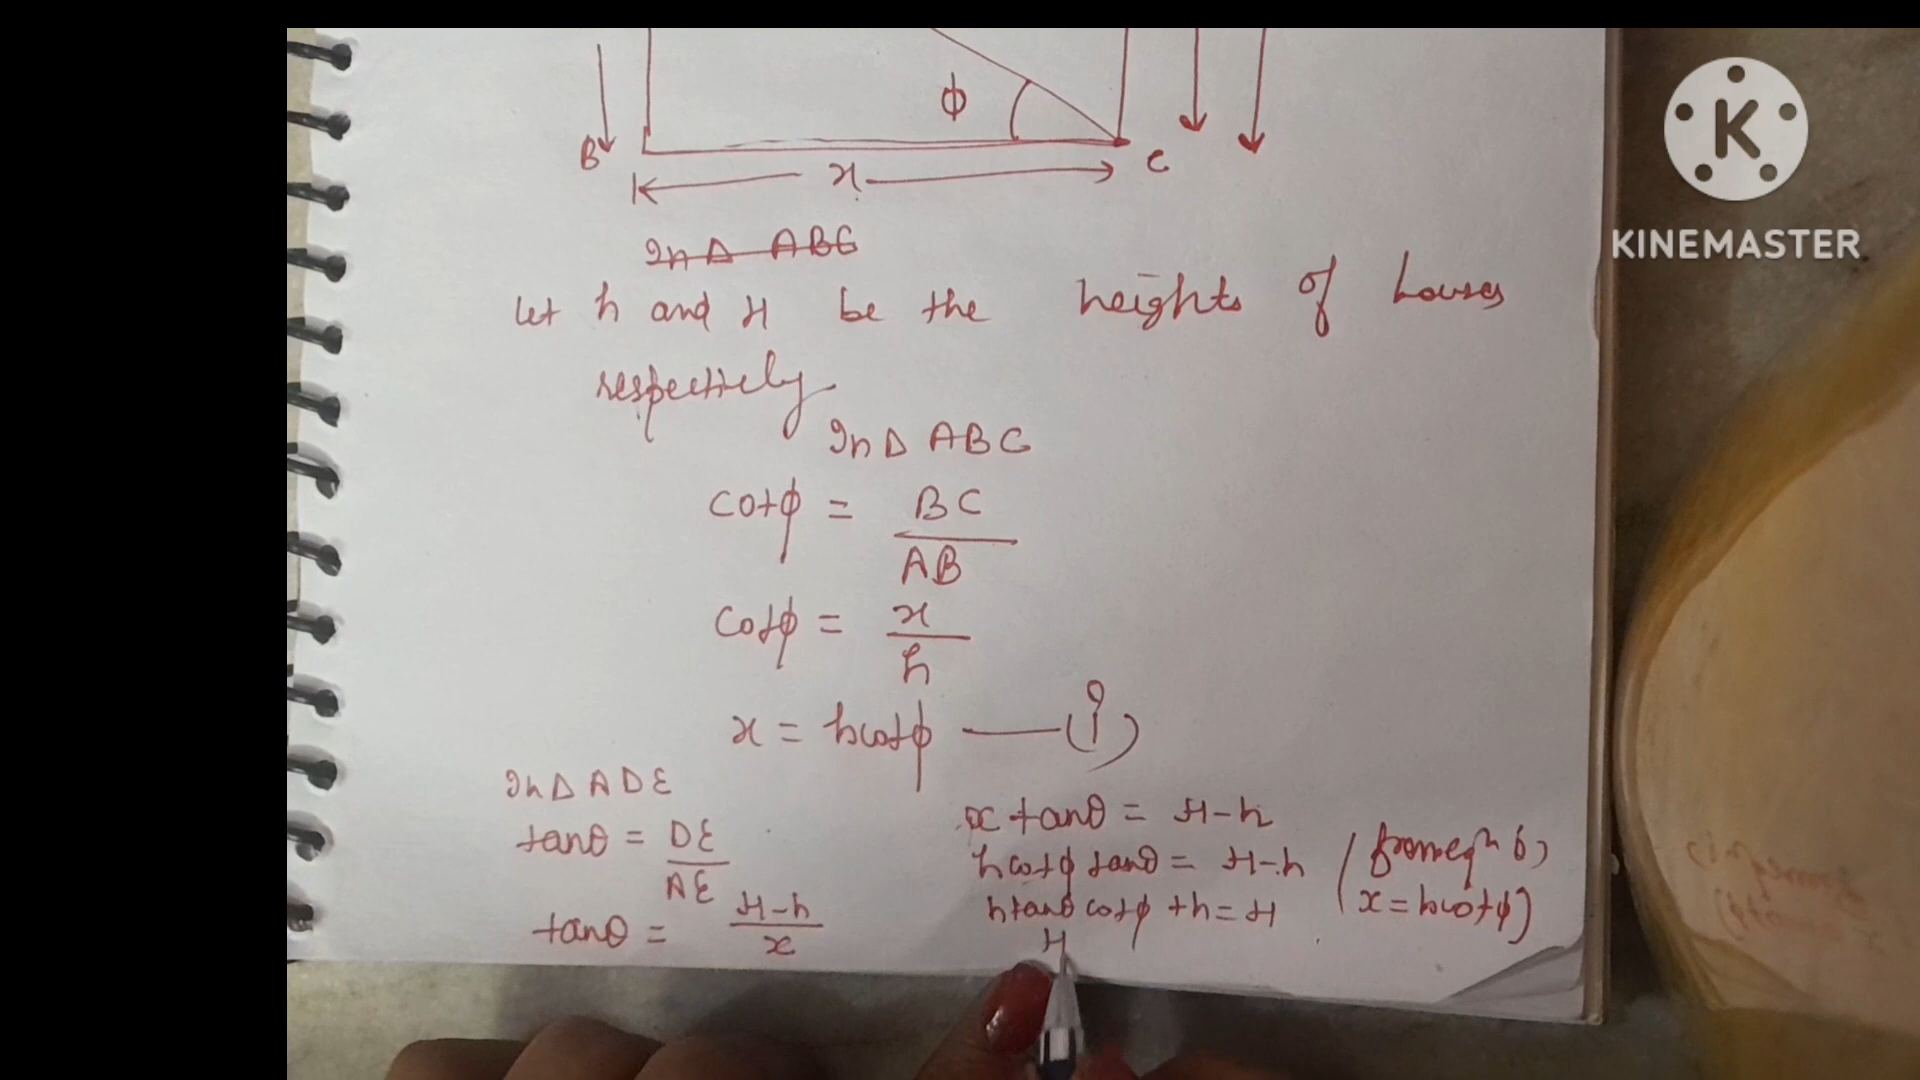 ϕ
B
C
x
K
KINEMASTER
In Δ ABC
Let h and H be the heights of houses
respectively
In Δ ABC
cotϕ = BC
AB
cotϕ = x
h
x = hcotϕ —(i)
In Δ ADE
tanθ = DE
AE
tanθ = H-h
x
x tanθ = H-h
hcotϕ tanθ = H-h
htanθ cotϕ +h=H
(from eqn i)
x=hcotϕ)
H